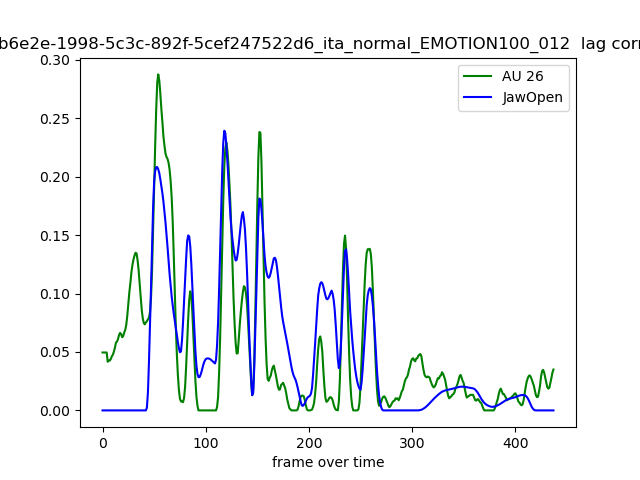 b6e2e-1998-5c3c-892f-5cef247522d6_ita_normal_EMOTION100_012 lag corr
AU 26
JawOpen
0.30
0.25
0.20
0.15
0.10
0.05
0.00
0 100 200 300 400
frame over time